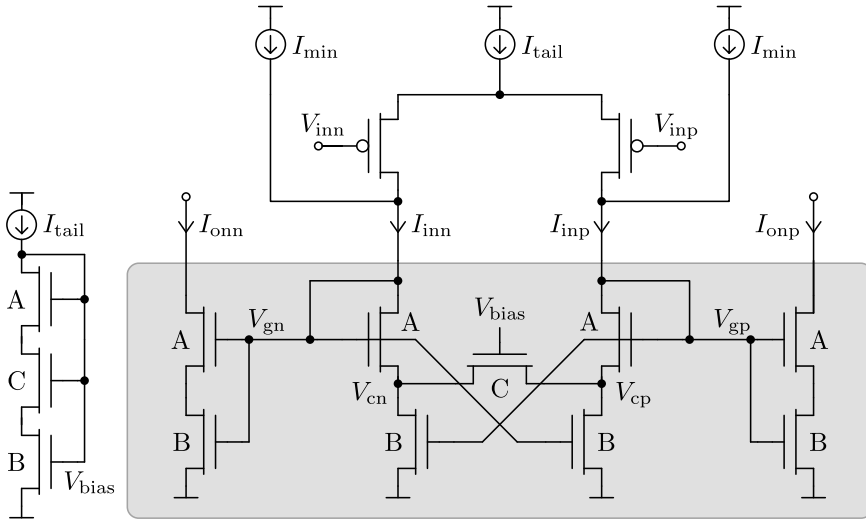 I_min I_tail I_min
V_inn V_inp
I_tail I_onn I_inn I_inp I_onp
V_bias
A A V_gn A A V_gp A
C V_cn C V_cp
B B B B B
V_bias